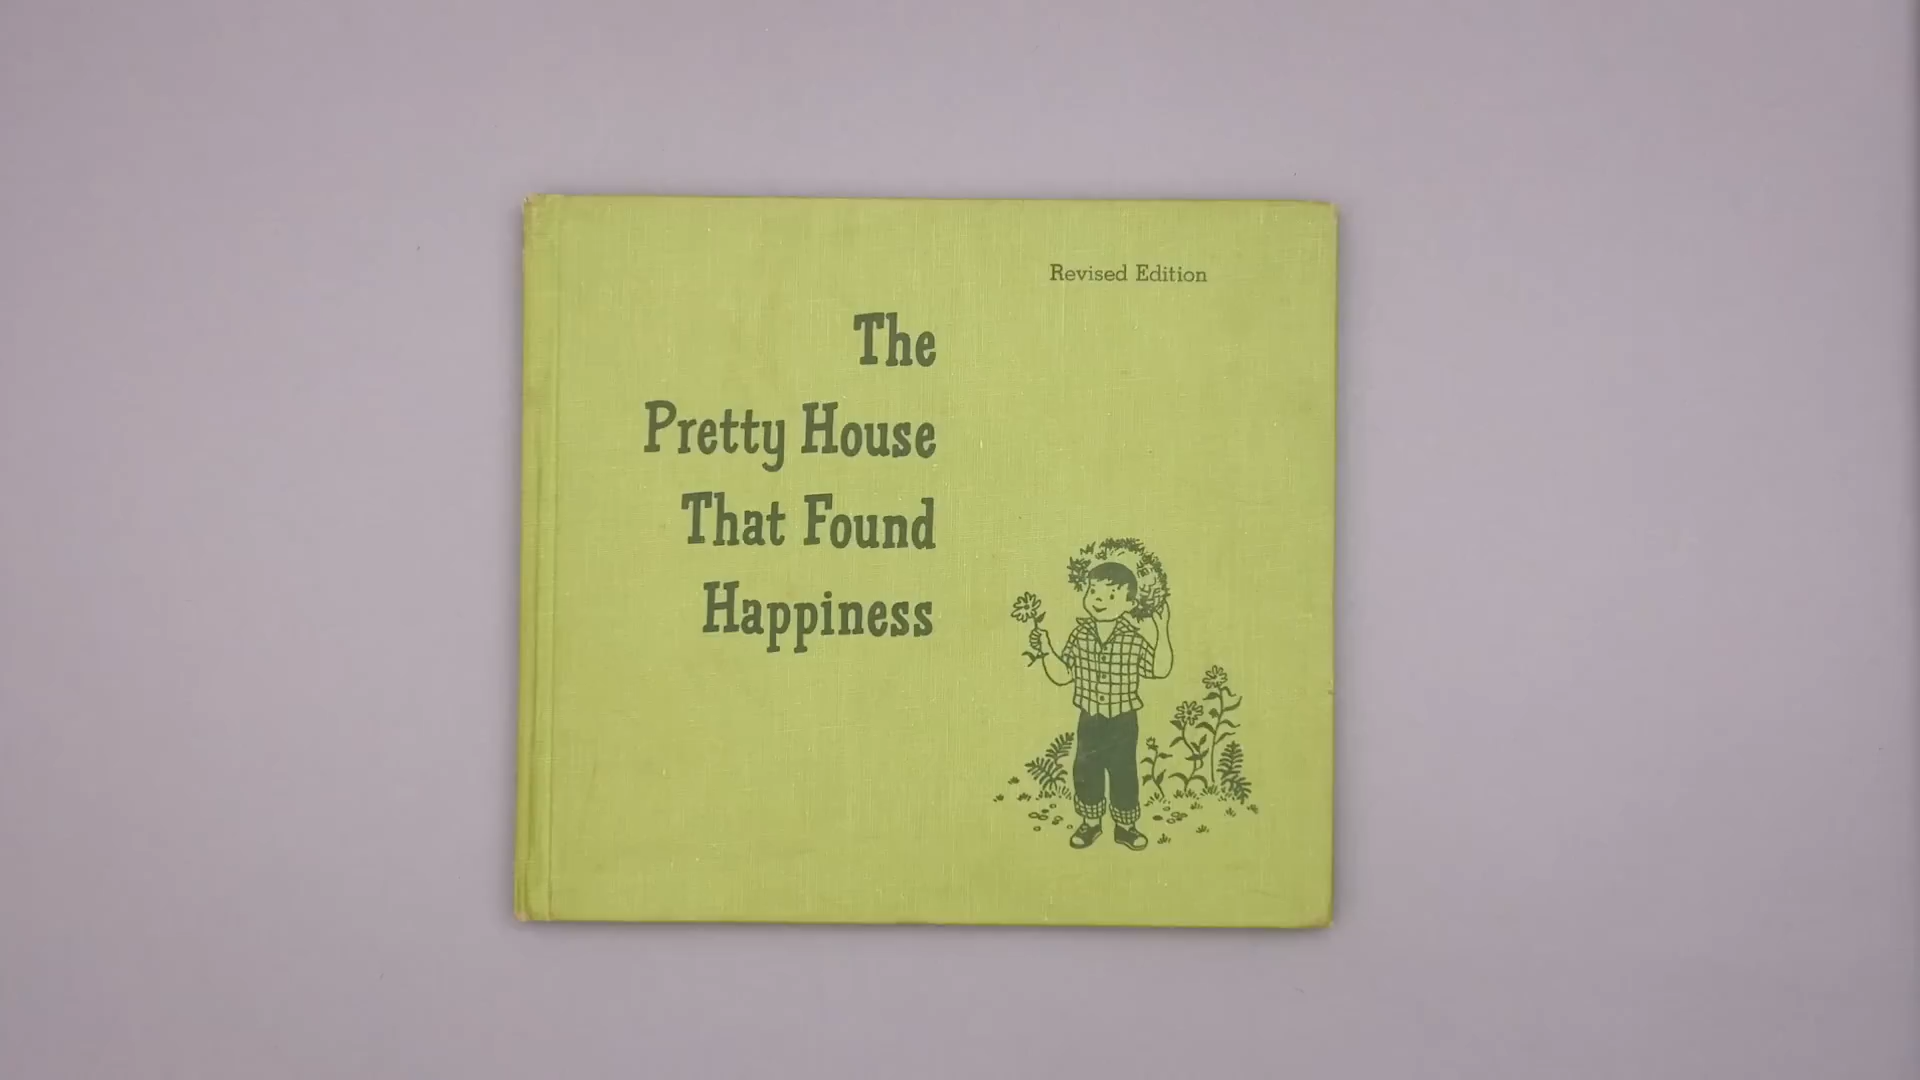 Revised Edition
The
Pretty House
That Found
Happiness